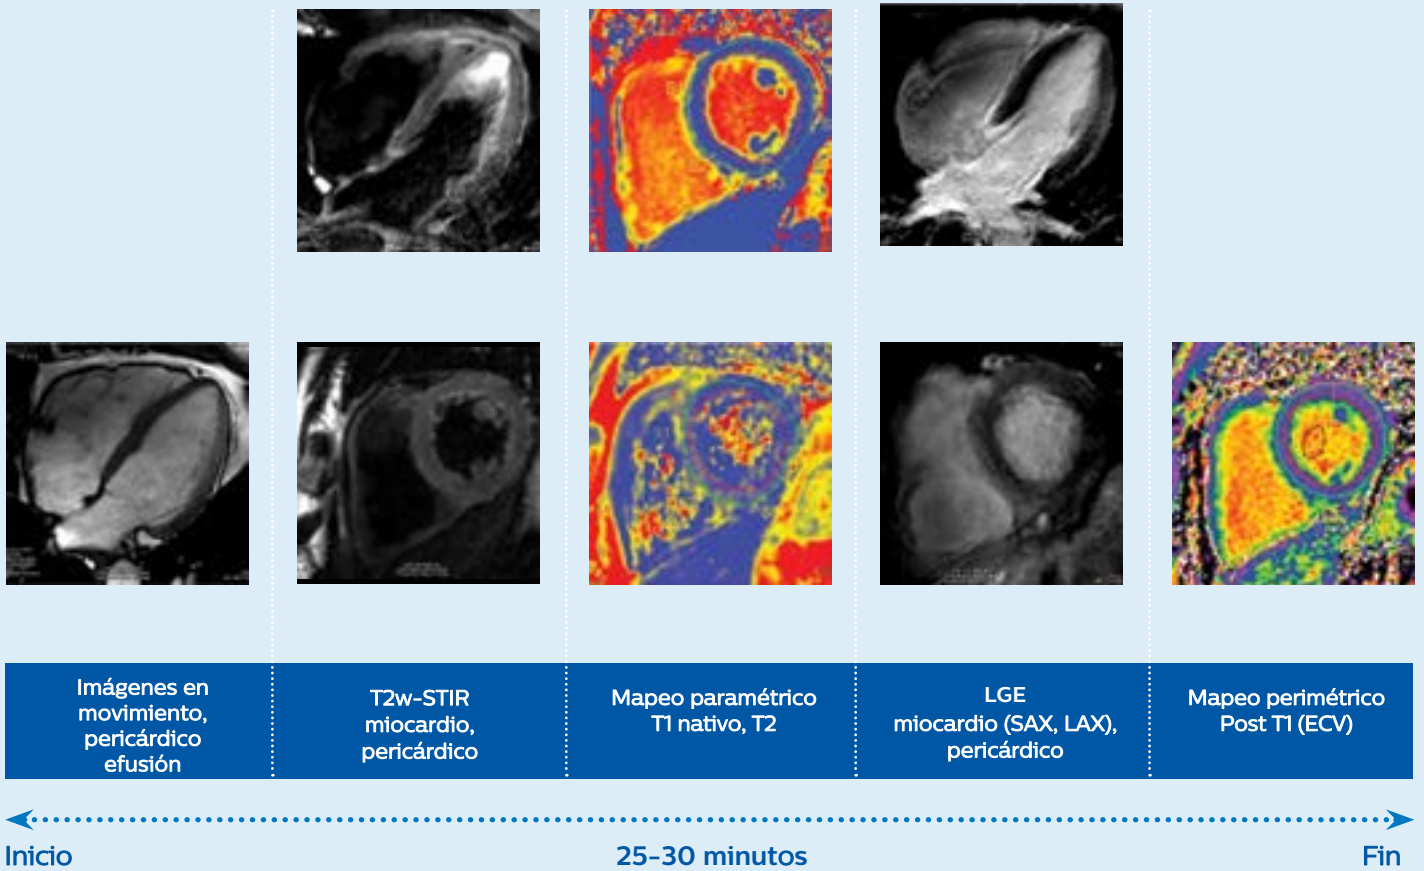 Imágenes en
movimiento,
pericárdico
efusión
T2w-STIR
miocardio,
pericárdico
Mapeo paramétrico
T1 nativo, T2
LGE
miocardio (SAX, LAX),
pericárdico
Mapeo perimétrico
Post T1 (ECV)
Inicio
25-30 minutos
Fin